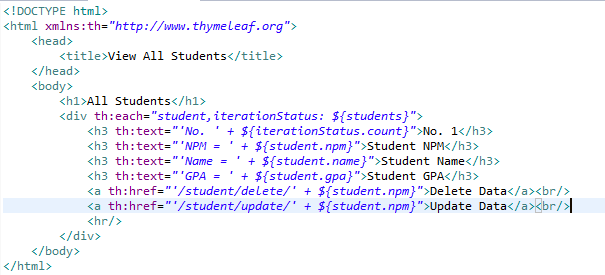 <!DOCTYPE html>
<html xmlns:th="http://www.thymeleaf.org">
    <head>
        <title>View All Students</title>
    </head>
    <body>
        <h1>All Students</h1>
        <div th:each="student,iterationStatus: ${students}">
            <h3 th:text="'No. ' + ${iterationStatus.count}">No. 1</h3>
            <h3 th:text="'NPM = ' + ${student.npm}">Student NPM</h3>
            <h3 th:text="'Name = ' + ${student.name}">Student Name</h3>
            <h3 th:text="'GPA = ' + ${student.gpa}">Student GPA</h3>
            <a th:href="'/student/delete/' + ${student.npm}">Delete Data</a><br/>
            <a th:href="'/student/update/' + ${student.npm}">Update Data</a><br/>
            <hr/>
        </div>
    </body>
</html>